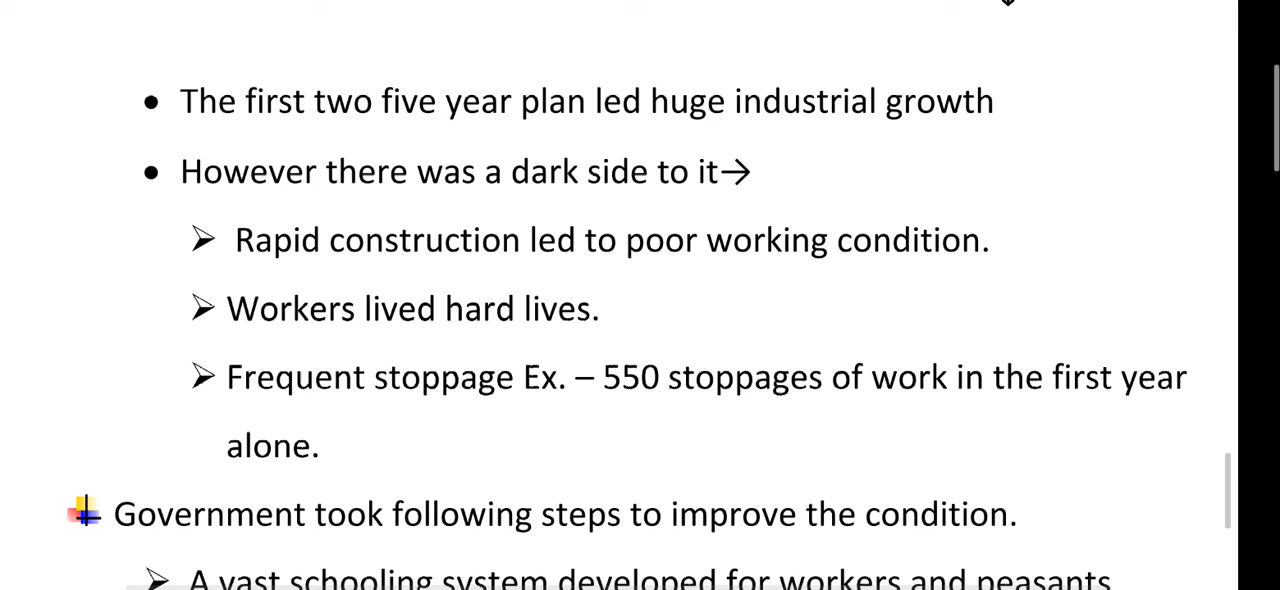 • The first two five year plan led huge industrial growth
• However there was a dark side to it→
➢ Rapid construction led to poor working condition.
➢ Workers lived hard lives.
➢ Frequent stoppage Ex. – 550 stoppages of work in the first year
alone.
Government took following steps to improve the condition.
➢ A vast schooling system developed for workers and peasants